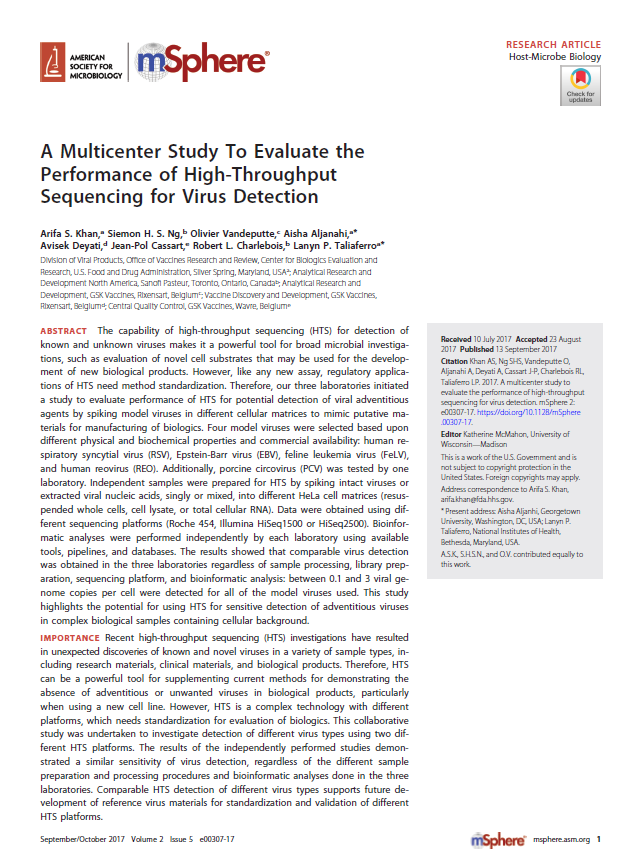 AMERICAN
SOCIETY FOR
MICROBIOLOGY
mSphere®
RESEARCH ARTICLE
Host-Microbe Biology
Check for
updates
A Multicenter Study To Evaluate the
Performance of High-Throughput
Sequencing for Virus Detection
Arifa S. Khan,a Siemon H. S. Ng,b Olivier Vandeputte,c Aisha Aljanahi,a*
Avisek Deyati,d Jean-Pol Cassart,e Robert L. Charlebois,b Lanyn P. Taliaferroa*
Division of Viral Products, Office of Vaccines Research and Review, Center for Biologics Evaluation and
Research, U.S. Food and Drug Administration, Silver Spring, Maryland, USAa; Analytical Research and
Development North America, Sanofi Pasteur, Toronto, Ontario, Canadab; Analytical Research and
Development, GSK Vaccines, Rixensart, Belgiumc; Vaccine Discovery and Development, GSK Vaccines,
Rixensart, Belgiumd; Central Quality Control, GSK Vaccines, Wavre, Belgiume
ABSTRACT The capability of high-throughput sequencing (HTS) for detection of
known and unknown viruses makes it a powerful tool for broad microbial investiga-
tions, such as evaluation of novel cell substrates that may be used for the develop-
ment of new biological products. However, like any new assay, regulatory applica-
tions of HTS need method standardization. Therefore, our three laboratories initiated
a study to evaluate performance of HTS for potential detection of viral adventitious
agents by spiking model viruses in different cellular matrices to mimic putative ma-
terials for manufacturing of biologics. Four model viruses were selected based upon
different physical and biochemical properties and commercial availability: human re-
spiratory syncytial virus (RSV), Epstein-Barr virus (EBV), feline leukemia virus (FeLV),
and human reovirus (REO). Additionally, porcine circovirus (PCV) was tested by one
laboratory. Independent samples were prepared for HTS by spiking intact viruses or
extracted viral nucleic acids, singly or mixed, into different HeLa cell matrices (resus-
pended whole cells, cell lysate, or total cellular RNA). Data were obtained using dif-
ferent sequencing platforms (Roche 454, Illumina HiSeq1500 or HiSeq2500). Bioinfor-
matic analyses were performed independently by each laboratory using available
tools, pipelines, and databases. The results showed that comparable virus detection
was obtained in the three laboratories regardless of sample processing, library prep-
aration, sequencing platform, and bioinformatic analysis: between 0.1 and 3 viral ge-
nome copies per cell were detected for all of the model viruses used. This study
highlights the potential for using HTS for sensitive detection of adventitious viruses
in complex biological samples containing cellular background.
IMPORTANCE Recent high-throughput sequencing (HTS) investigations have resulted
in unexpected discoveries of known and novel viruses in a variety of sample types, in-
cluding research materials, clinical materials, and biological products. Therefore, HTS
can be a powerful tool for supplementing current methods for demonstrating the
absence of adventitious or unwanted viruses in biological products, particularly
when using a new cell line. However, HTS is a complex technology with different
platforms, which needs standardization for evaluation of biologics. This collaborative
study was undertaken to investigate detection of different virus types using two dif-
ferent HTS platforms. The results of the independently performed studies demon-
strated a similar sensitivity of virus detection, regardless of the different sample
preparation and processing procedures and bioinformatic analyses done in the three
laboratories. Comparable HTS detection of different virus types supports future de-
velopment of reference virus materials for standardization and validation of different
HTS platforms.
Received 10 July 2017 Accepted 23 August
2017 Published 13 September 2017
Citation Khan AS, Ng SHS, Vandeputte O,
Aljanahi A, Deyati A, Cassart J-P, Charlebois RL,
Taliaferro LP. 2017. A multicenter study to
evaluate the performance of high-throughput
sequencing for virus detection. mSphere 2:
e00307-17. https://doi.org/10.1128/mSphere
.00307-17.
Editor Katherine McMahon, University of
Wisconsin—Madison
This is a work of the U.S. Government and is
not subject to copyright protection in the
United States. Foreign copyrights may apply.
Address correspondence to Arifa S. Khan,
arifa.khan@fda.hhs.gov.
* Present address: Aisha Aljanhi, Georgetown
University, Washington, DC, USA; Lanyn P.
Taliaferro, National Institutes of Health,
Bethesda, Maryland, USA.
A.S.K., S.H.S.N., and O.V. contributed equally to
this work.
September/October 2017 Volume 2 Issue 5 e00307-17
mSphere® msphere.asm.org 1